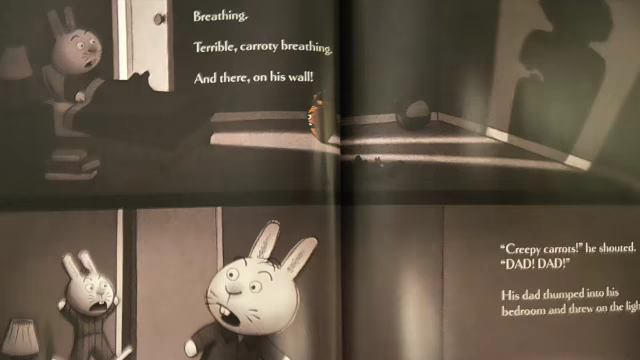 Breathing.
Terrible, carroty breathing.
And there, on his wall!
"Creepy carrots!" he shouted.
"DAD! DAD!"
His dad thumped into his
bedroom and threw on the